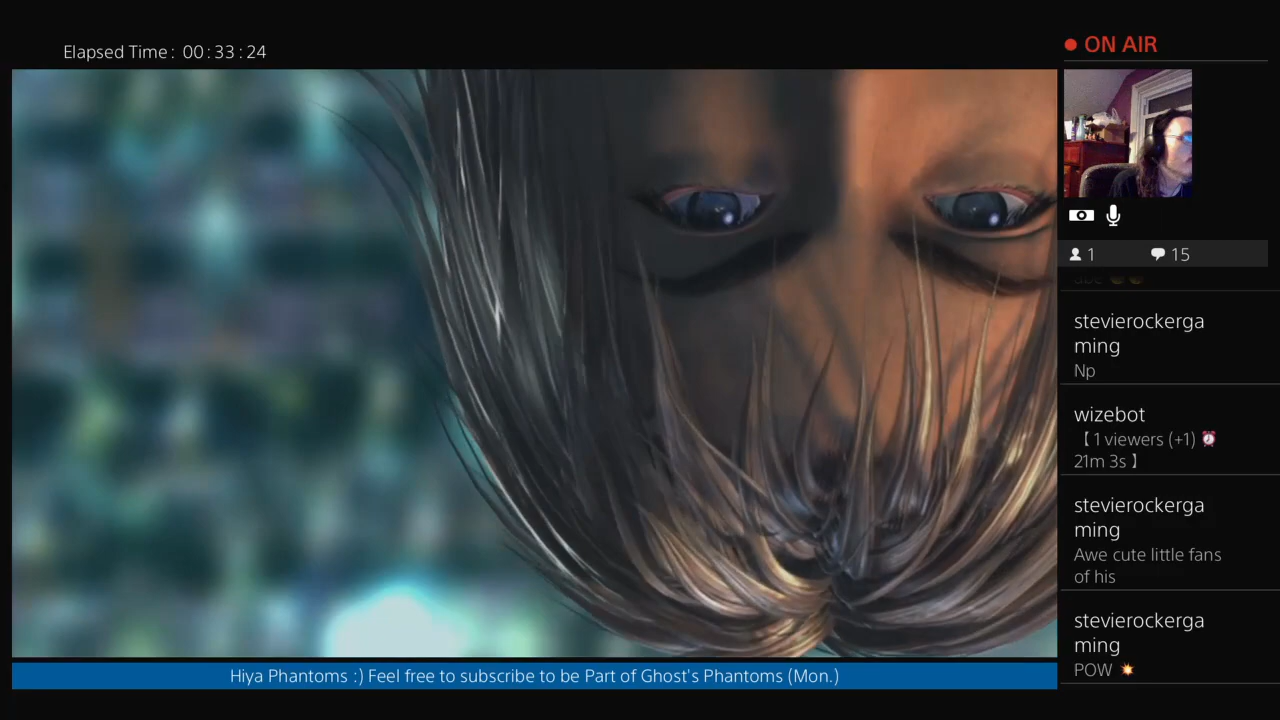 Elapsed Time: 00:33:24
ON AIR
1 15
stevierockerga
ming
Np
wizebot
【1 viewers (+1) ⏰
21m 3s】
stevierockerga
ming
Awe cute little fans
of his
stevierockerga
ming
POW 💥
Hiya Phantoms :) Feel free to subscribe to be Part of Ghost's Phantoms (Mon.)